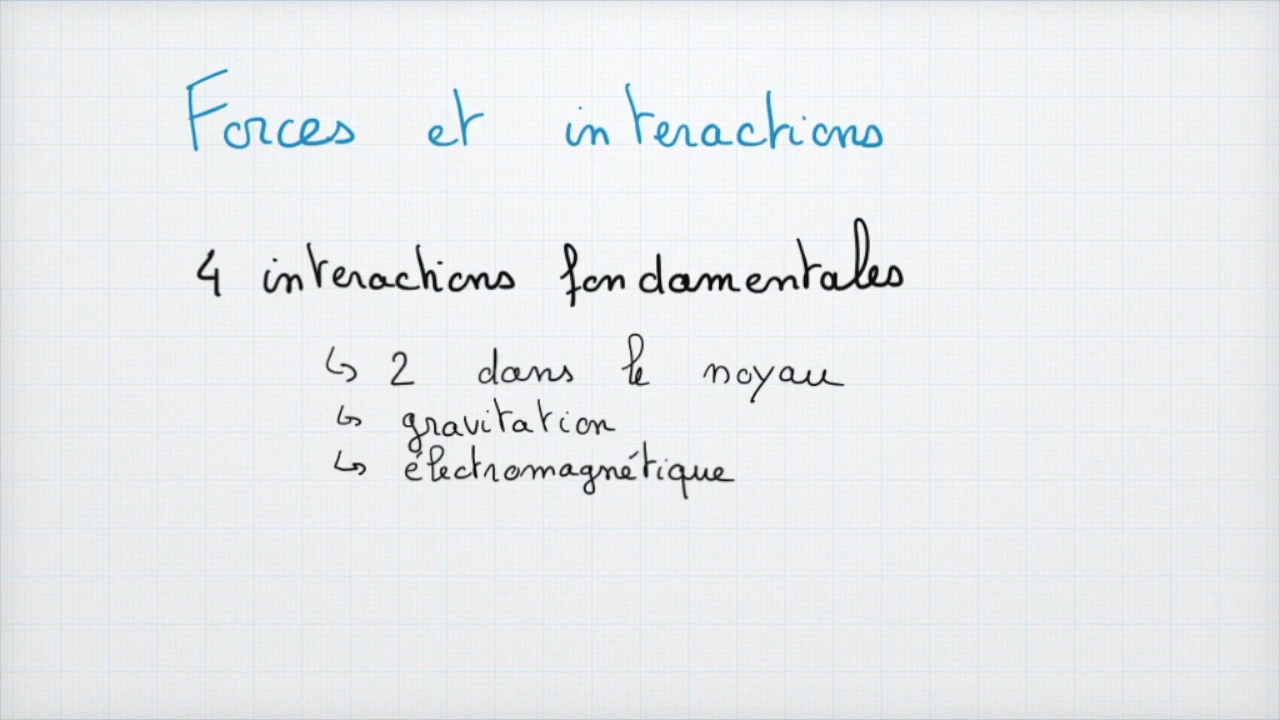 Forces et interactions
4 interactions fondamentales
↳ 2 dans le noyau
↳ gravitation
↳ électromagnétique